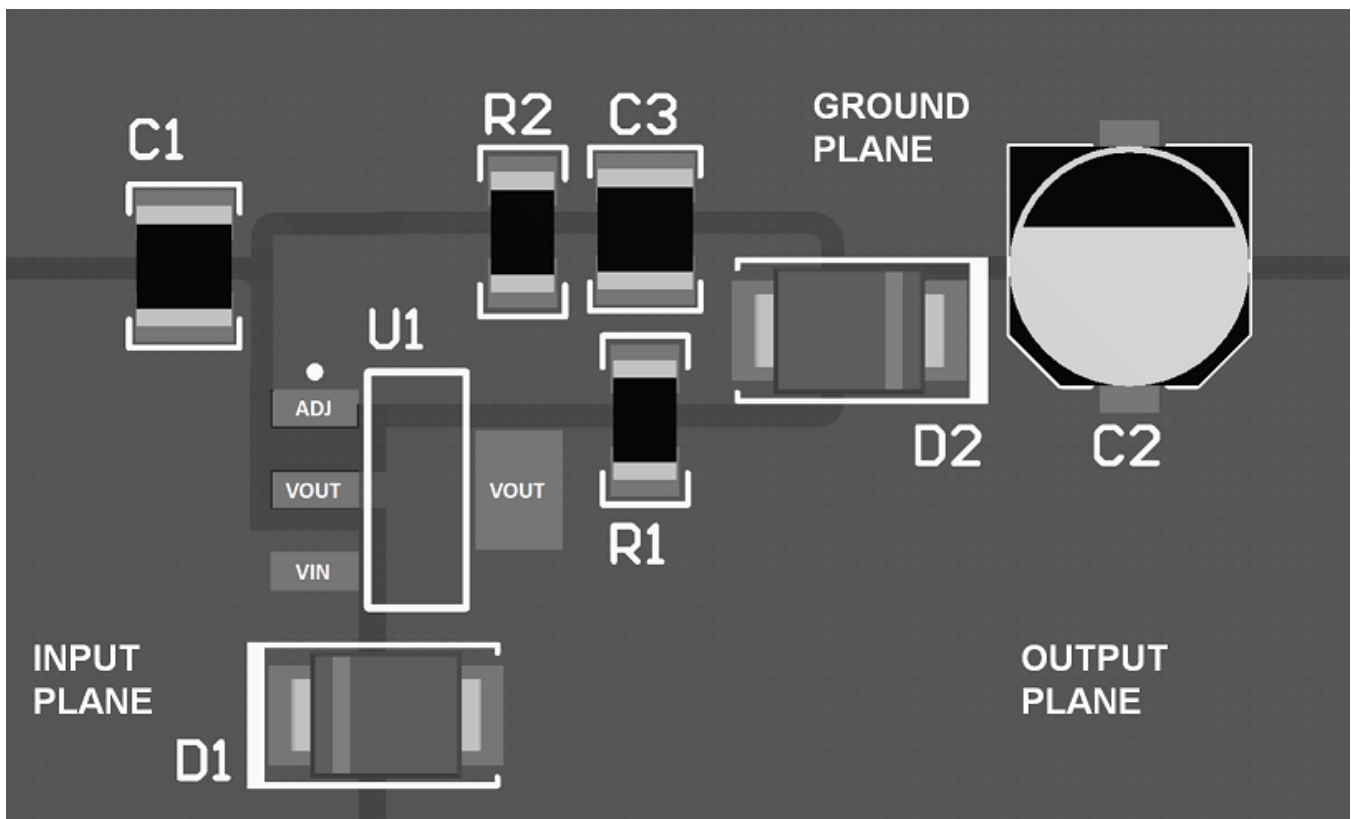 C1
R2
C3
GROUND
PLANE
U1
ADJ
VOUT
VOUT
VIN
R1
D2
C2
INPUT
PLANE
D1
OUTPUT
PLANE